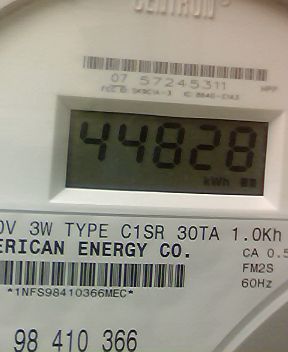 CENTRON®
07 57245311
44828
kWh
0V 3W TYPE C1SR 30TA 1.0Kh
ERICAN ENERGY CO.
CA 0.5
FM2S
60Hz
*1NFS98410366MEC*
98 410 366